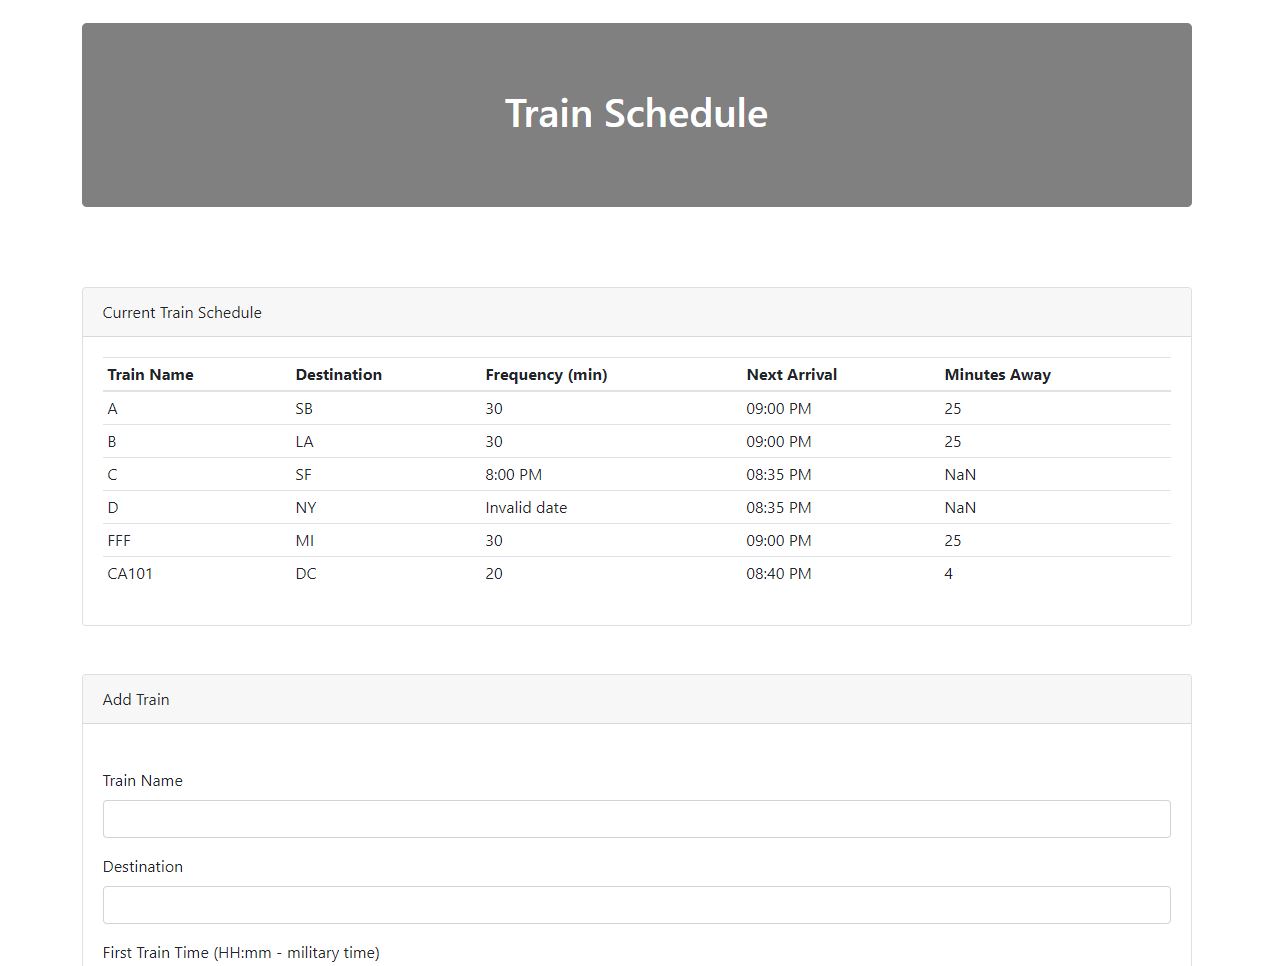 Train Schedule
Current Train Schedule
Train Name Destination Frequency (min) Next Arrival Minutes Away
A SB 30 09:00 PM 25
B LA 30 09:00 PM 25
C SF 8:00 PM 08:35 PM NaN
D NY Invalid date 08:35 PM NaN
FFF MI 30 09:00 PM 25
CA101 DC 20 08:40 PM 4
Add Train
Train Name
Destination
First Train Time (HH:mm - military time)